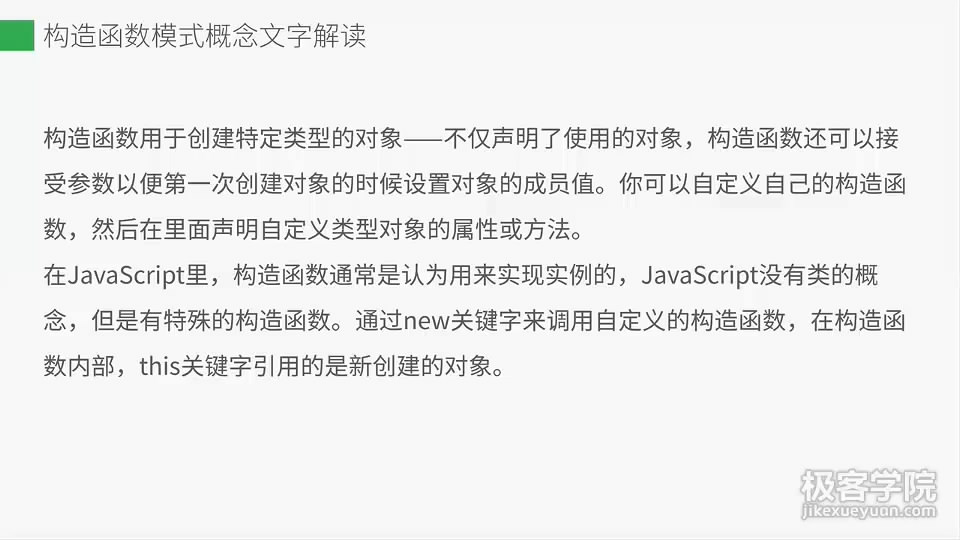 构造函数模式概念文字解读
构造函数用于创建特定类型的对象——不仅声明了使用的对象，构造函数还可以接
受参数以便第一次创建对象的时候设置对象的成员值。你可以自定义自己的构造函
数，然后在里面声明自定义类型对象的属性或方法。
在JavaScript里，构造函数通常是认为用来实现实例的，JavaScript没有类的概
念，但是有特殊的构造函数。通过new关键字来调用自定义的构造函数，在构造函
数内部，this关键字引用的是新创建的对象。
极客学院
jikexueyuan.com